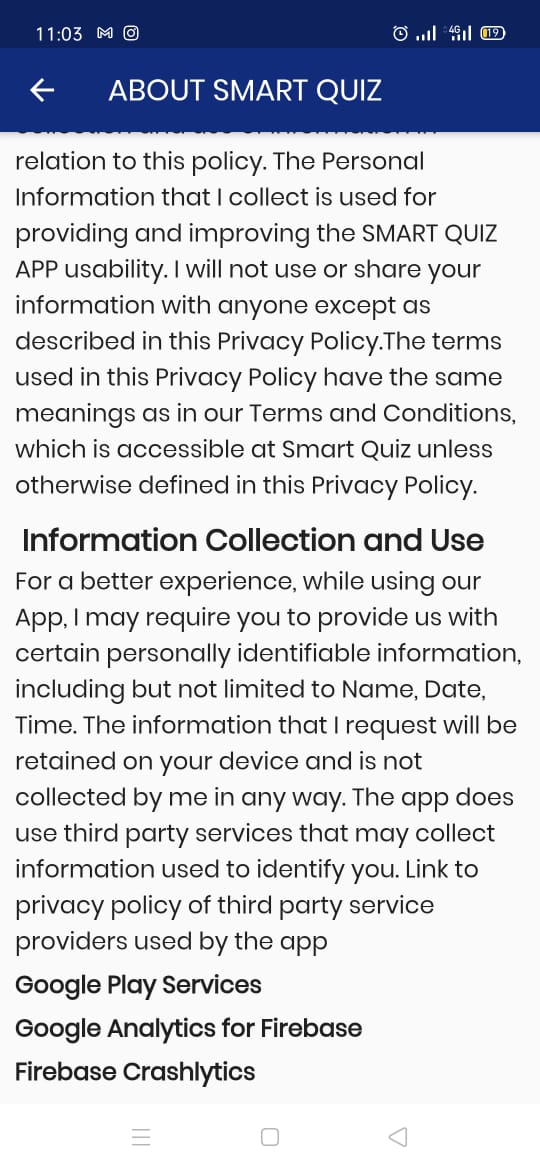 11:03
4G
19
ABOUT SMART QUIZ
relation to this policy. The Personal
Information that I collect is used for
providing and improving the SMART QUIZ
APP usability. I will not use or share your
information with anyone except as
described in this Privacy Policy.The terms
used in this Privacy Policy have the same
meanings as in our Terms and Conditions,
which is accessible at Smart Quiz unless
otherwise defined in this Privacy Policy.
Information Collection and Use
For a better experience, while using our
App, I may require you to provide us with
certain personally identifiable information,
including but not limited to Name, Date,
Time. The information that I request will be
retained on your device and is not
collected by me in any way. The app does
use third party services that may collect
information used to identify you. Link to
privacy policy of third party service
providers used by the app
Google Play Services
Google Analytics for Firebase
Firebase Crashlytics